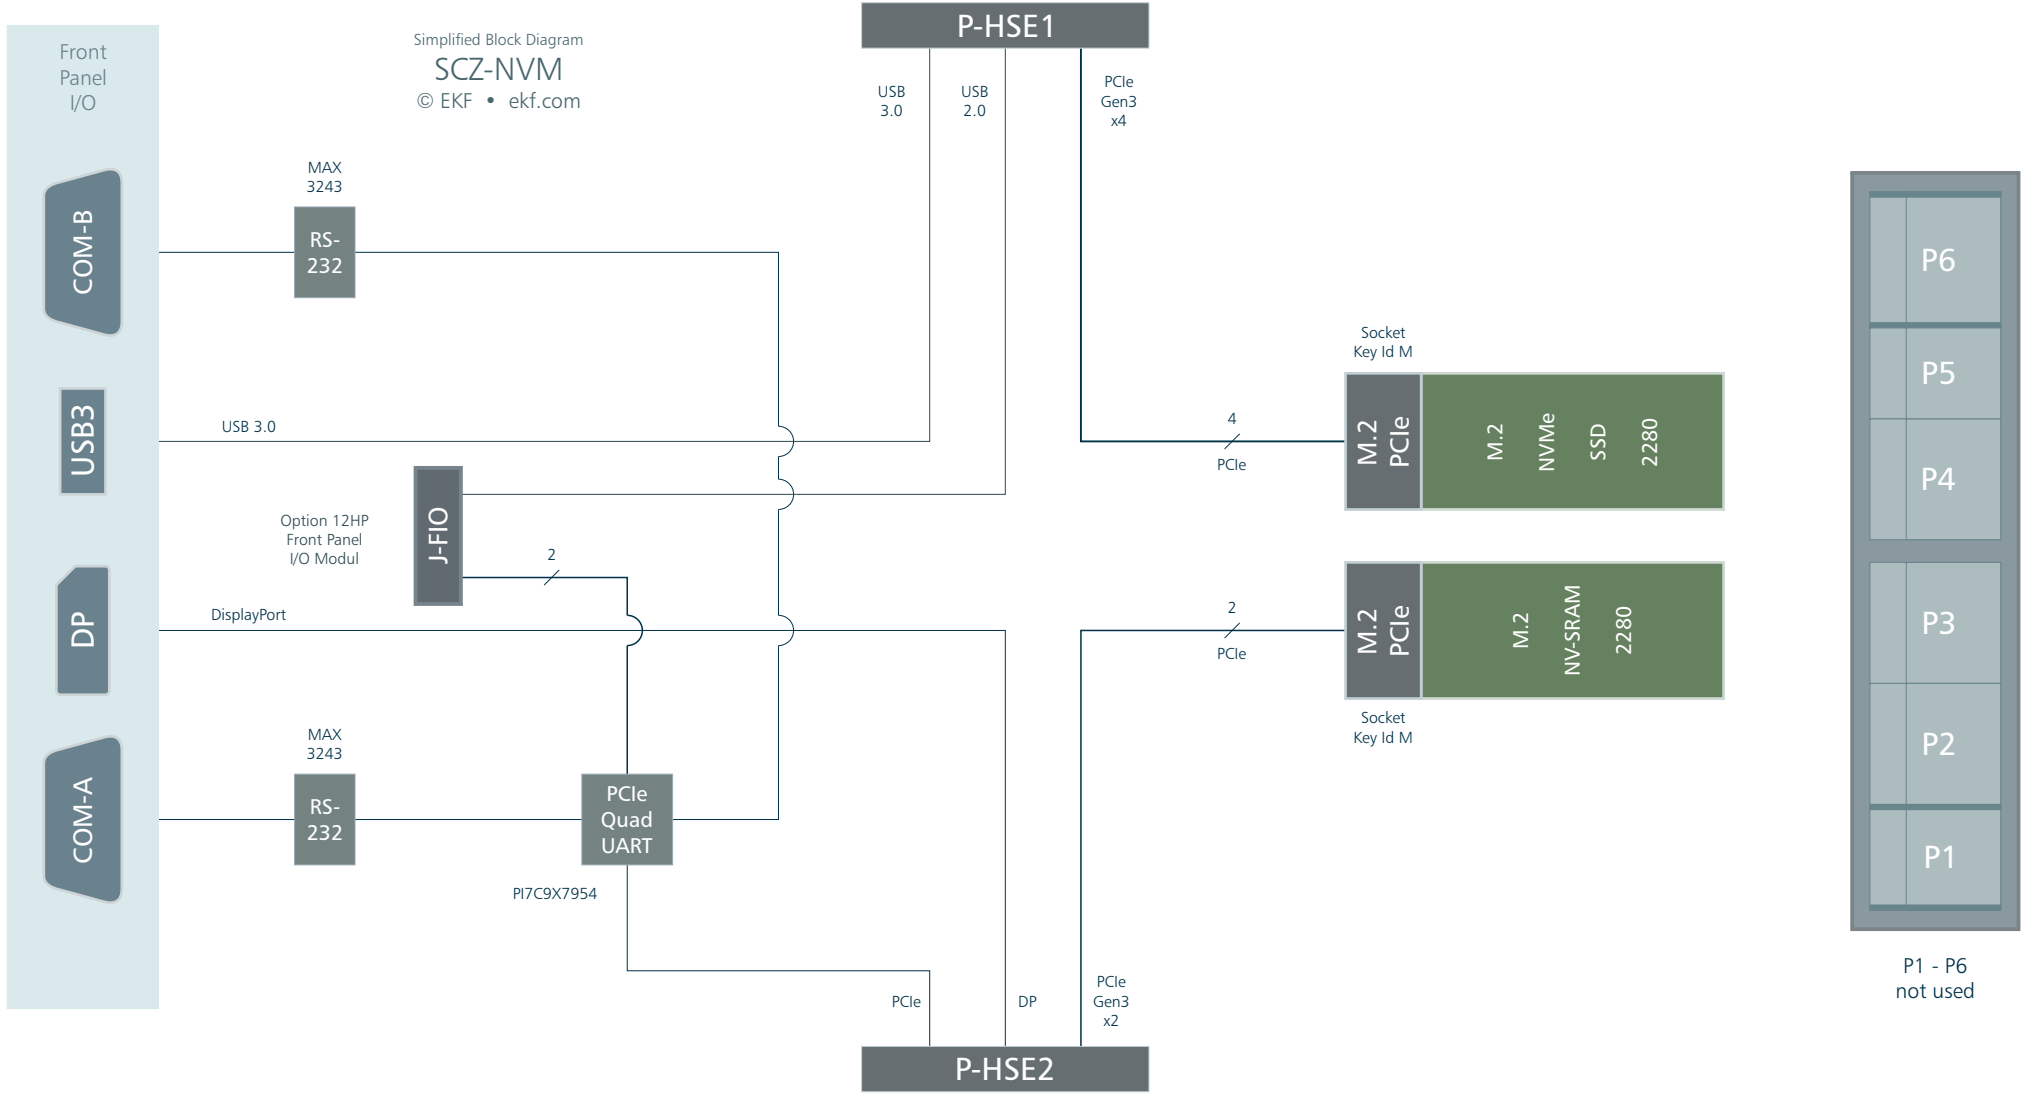 Front
Panel
I/O
Simplified Block Diagram
SCZ-NVM
© EKF • ekf.com
P-HSE1
USB
3.0
USB
2.0
PCIe
Gen3
x4
COM-B
MAX
3243
RS-
232
USB3
USB 3.0
J-FIO
Option 12HP
Front Panel
I/O Modul
2
DP
DisplayPort
COM-A
MAX
3243
RS-
232
PCIe
Quad
UART
PI7C9X7954
PCIe
DP
PCIe
Gen3
x2
P-HSE2
Socket
Key Id M
4
PCIe
M.2
PCIe
M.2
NVMe
SSD
2280
2
PCIe
M.2
PCIe
M.2
NV-SRAM
2280
Socket
Key Id M
P6
P5
P4
P3
P2
P1
P1 - P6
not used